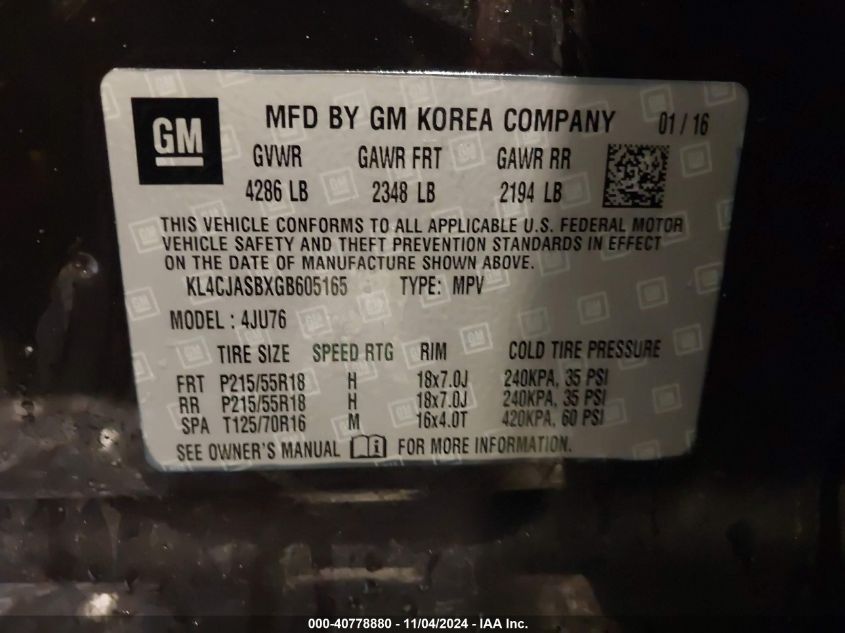 GM MFD BY GM KOREA COMPANY 01 / 16
GVWR GAWR FRT GAWR RR
4286 LB 2348 LB 2194 LB
THIS VEHICLE CONFORMS TO ALL APPLICABLE U.S. FEDERAL MOTOR
VEHICLE SAFETY AND THEFT PREVENTION STANDARDS IN EFFECT
ON THE DATE OF MANUFACTURE SHOWN ABOVE.
KL4CJASBXGB605165 TYPE: MPV
MODEL : 4JU76
TIRE SIZE SPEED RTG RIM COLD TIRE PRESSURE
FRT P215/55R18 H 18x7.0J 240KPA, 35 PSI
RR P215/55R18 H 18x7.0J 240KPA, 35 PSI
SPA T125/70R16 M 16x4.0T 420KPA, 60 PSI
SEE OWNER'S MANUAL FOR MORE INFORMATION.
000-40778880 - 11/04/2024 - IAA Inc.